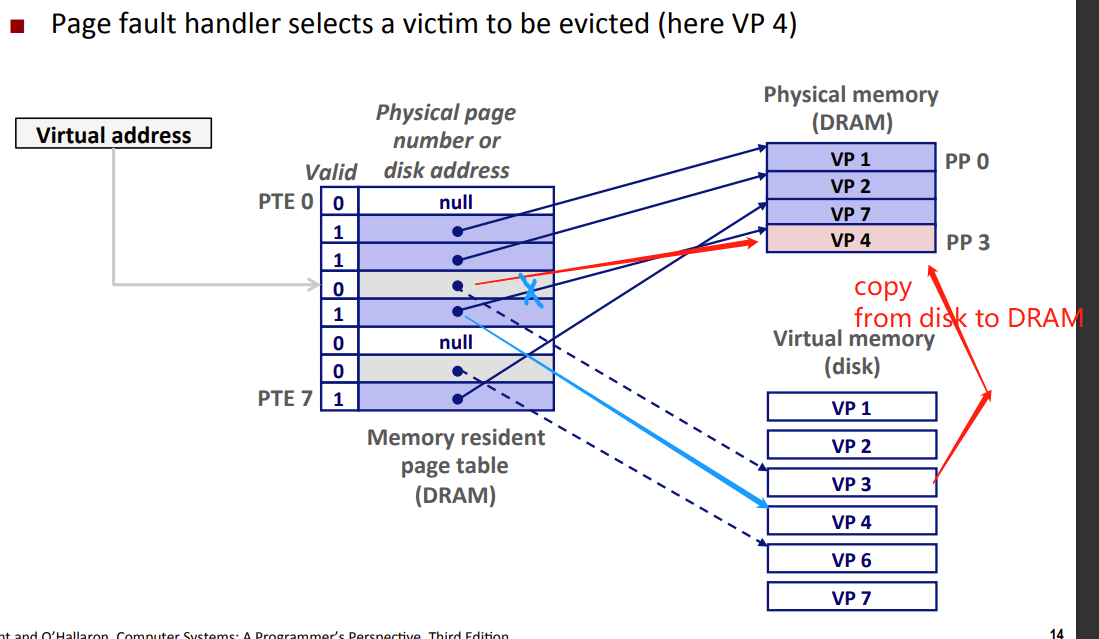 Page fault handler selects a victim to be evicted (here VP 4)
Virtual address
Physical page
number or
disk address
Valid
PTE 0
0
null
1
1
0
1
0
null
0
PTE 7
1
Memory resident
page table
(DRAM)
Physical memory
(DRAM)
VP 1
PP 0
VP 2
VP 7
VP 4
PP 3
copy
from disk to DRAM
Virtual memory
(disk)
VP 1
VP 2
VP 3
VP 4
VP 6
VP 7
and O'Hallaron, Computer Systems: A Programmer's Perspective, Third Edition
14